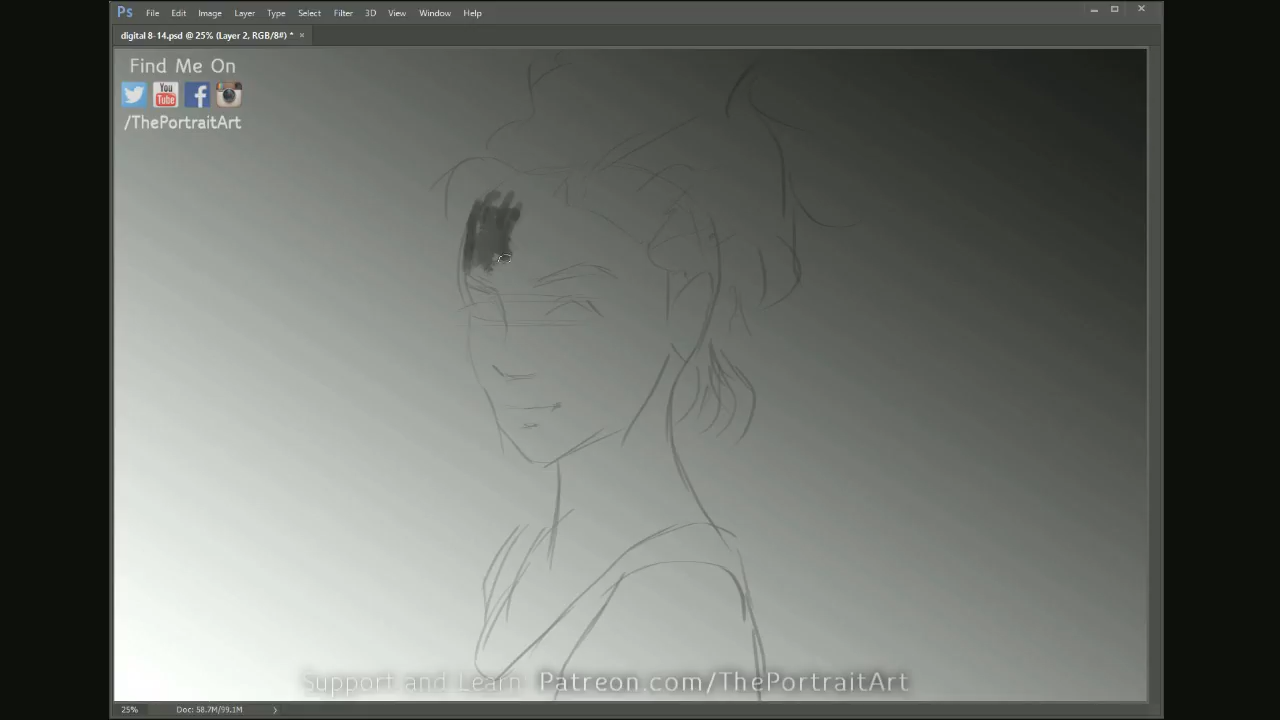 Ps File Edit Image Layer Type Select Filter 3D View Window Help
digital 8-14.psd @ 25% (Layer 2, RGB/8#) * ×
Find Me On
You
Tube
/ThePortraitArt
Support and Learn Patreon.com/ThePortraitArt
25% Doc: 58.7M/99.1M